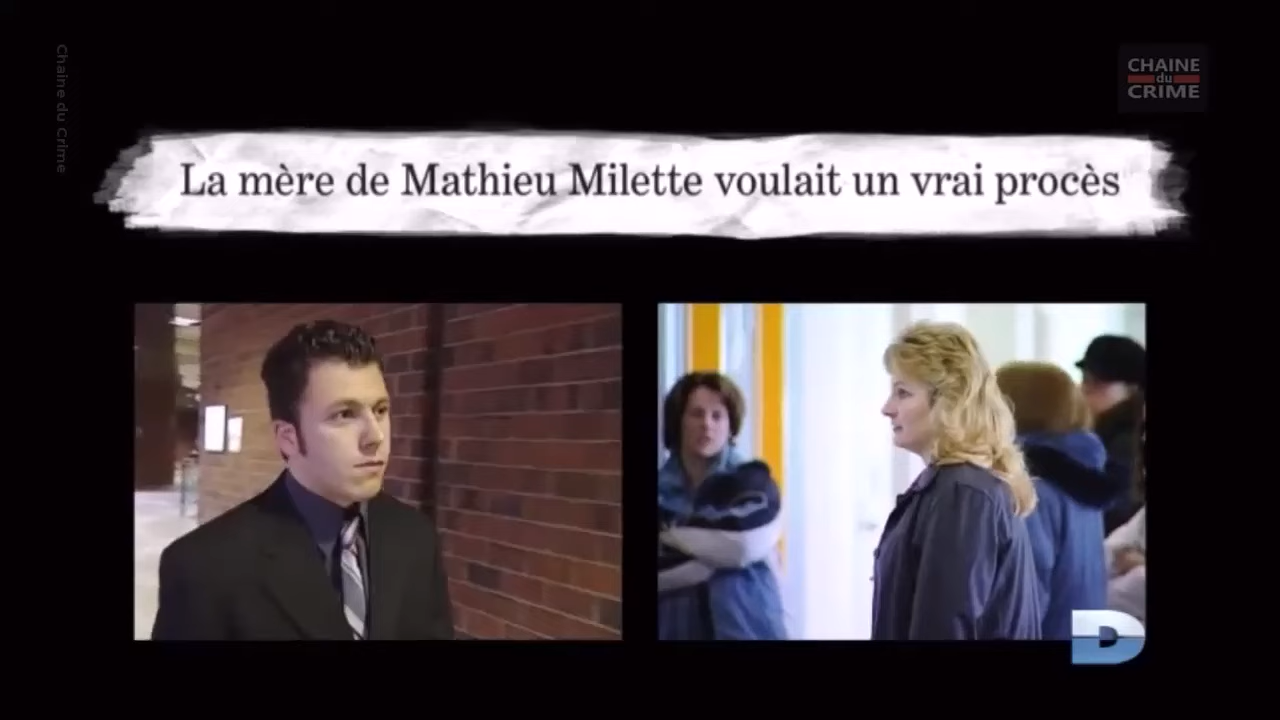 Chaine du Crime
CHAINE
du
CRIME
La mère de Mathieu Milette voulait un vrai procès
D